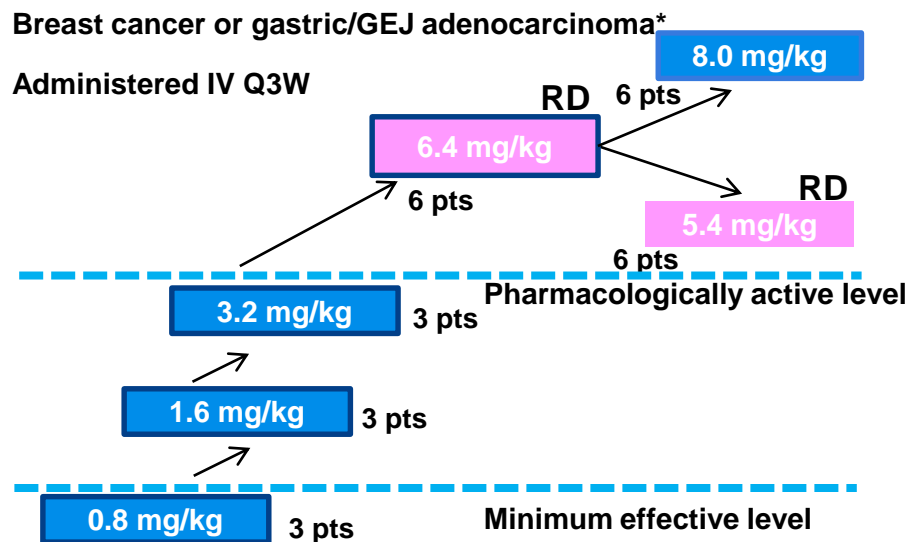 Breast cancer or gastric/GEJ adenocarcinoma*
8.0 mg/kg
Administered IV Q3W
RD
6 pts
6.4 mg/kg
6 pts
RD
5.4 mg/kg
6 pts
Pharmacologically active level
3.2 mg/kg
3 pts
1.6 mg/kg
3 pts
0.8 mg/kg
3 pts
Minimum effective level